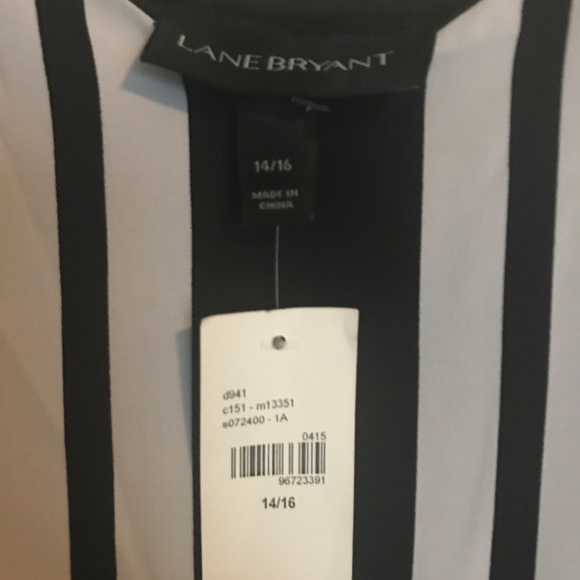 LANE BRYANT
14/16
MADE IN
CHINA
d941
c151 - m13351
s072400 - 1A
0415
96723391
14/16